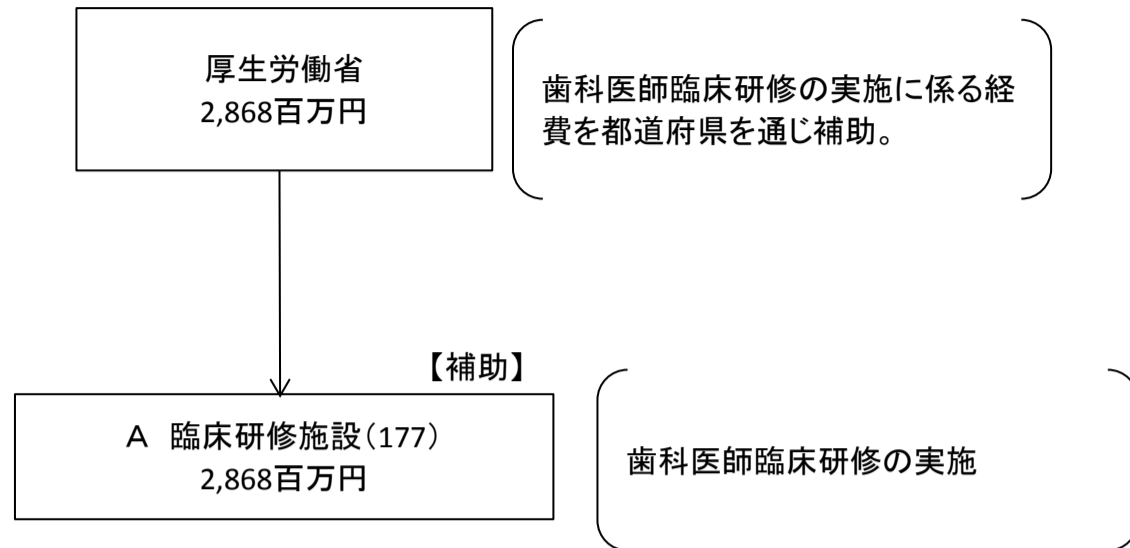 厚生労働省
2,868百万円
歯科医師臨床研修の実施に係る経
費を都道府県を通じ補助。
【補助】
A 臨床研修施設(177)
2,868百万円
歯科医師臨床研修の実施